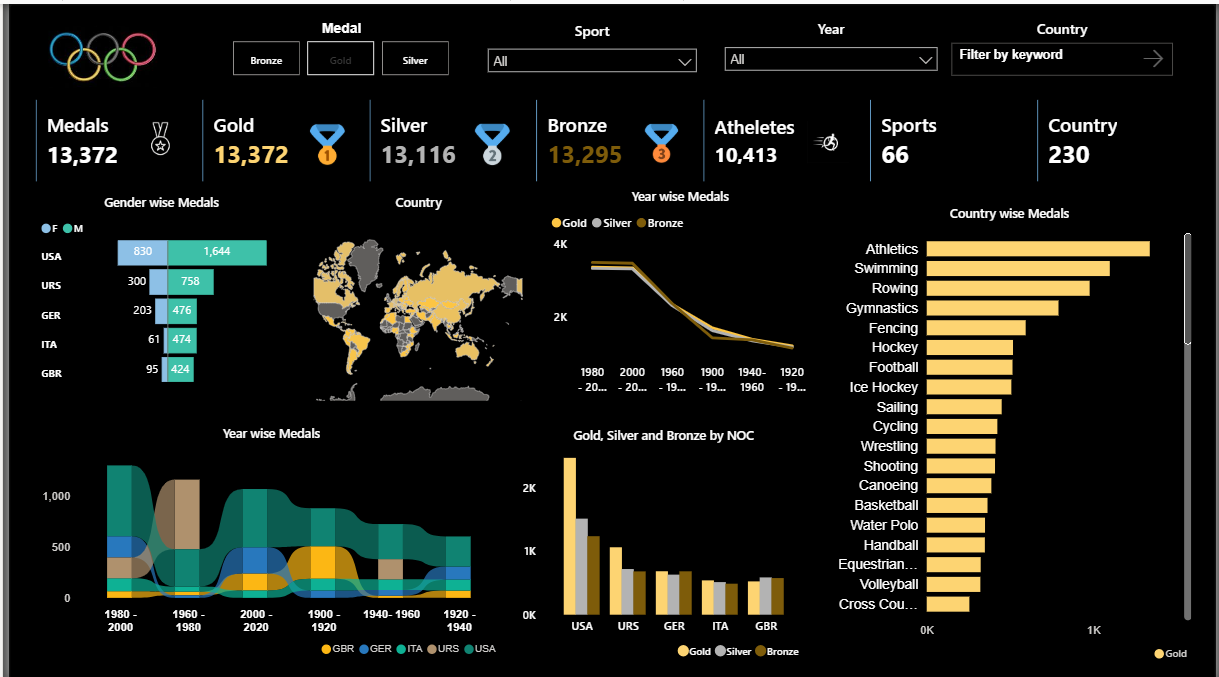 Medal
Sport
Year
Country
Bronze
Gold
Silver
All
All
Filter by keyword
Medals
13,372
Gold
13,372
1
Silver
13,116
2
Bronze
13,295
3
Atheletes
10,413
Sports
66
Country
230
Gender wise Medals
F M
USA 830 1,644
URS 300 758
GER 203 476
ITA 61 474
GBR 95 424
Country
Year wise Medals
Gold Silver Bronze
4K
2K
1980 2000 1960 1900 1940- 1920
- 20... - 20... - 19... - 19... 1960 - 19...
Country wise Medals
Athletics
Swimming
Rowing
Gymnastics
Fencing
Hockey
Football
Ice Hockey
Sailing
Cycling
Wrestling
Shooting
Canoeing
Basketball
Water Polo
Handball
Equestrian...
Volleyball
Cross Cou...
0K 1K
Gold
Year wise Medals
1,000
500
0
1980 - 1960 - 2000 - 1900 - 1940- 1960 1920 -
2000 1980 2020 1920 1940
GBR GER ITA URS USA
Gold, Silver and Bronze by NOC
2K
1K
0K
USA URS GER ITA GBR
Gold Silver Bronze